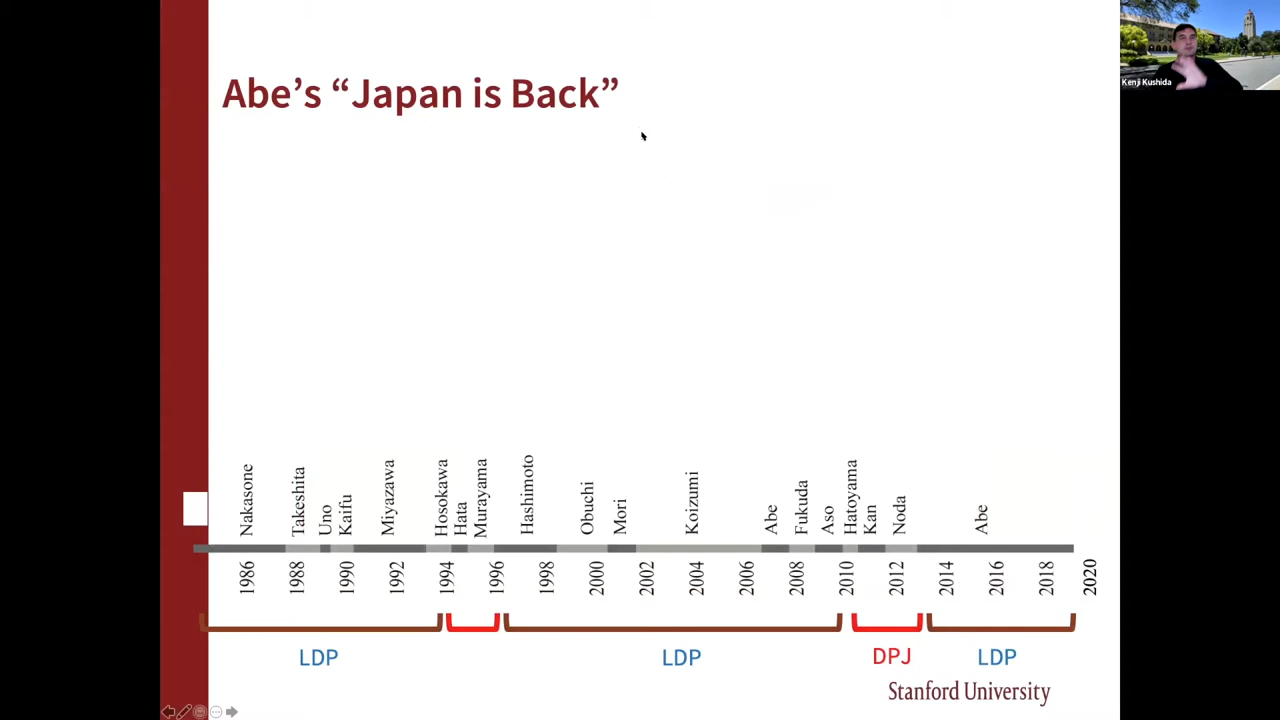 Abe’s “Japan is Back”
Kenji Kushida
Nakasone
Takeshita
Uno
Kaifu
Miyazawa
Hosokawa
Hata
Murayama
Hashimoto
Obuchi
Mori
Koizumi
Abe
Fukuda
Aso
Hatoyama
Kan
Noda
Abe
1986
1988
1990
1992
1994
1996
1998
2000
2002
2004
2006
2008
2010
2012
2014
2016
2018
2020
LDP
LDP
DPJ
LDP
Stanford University